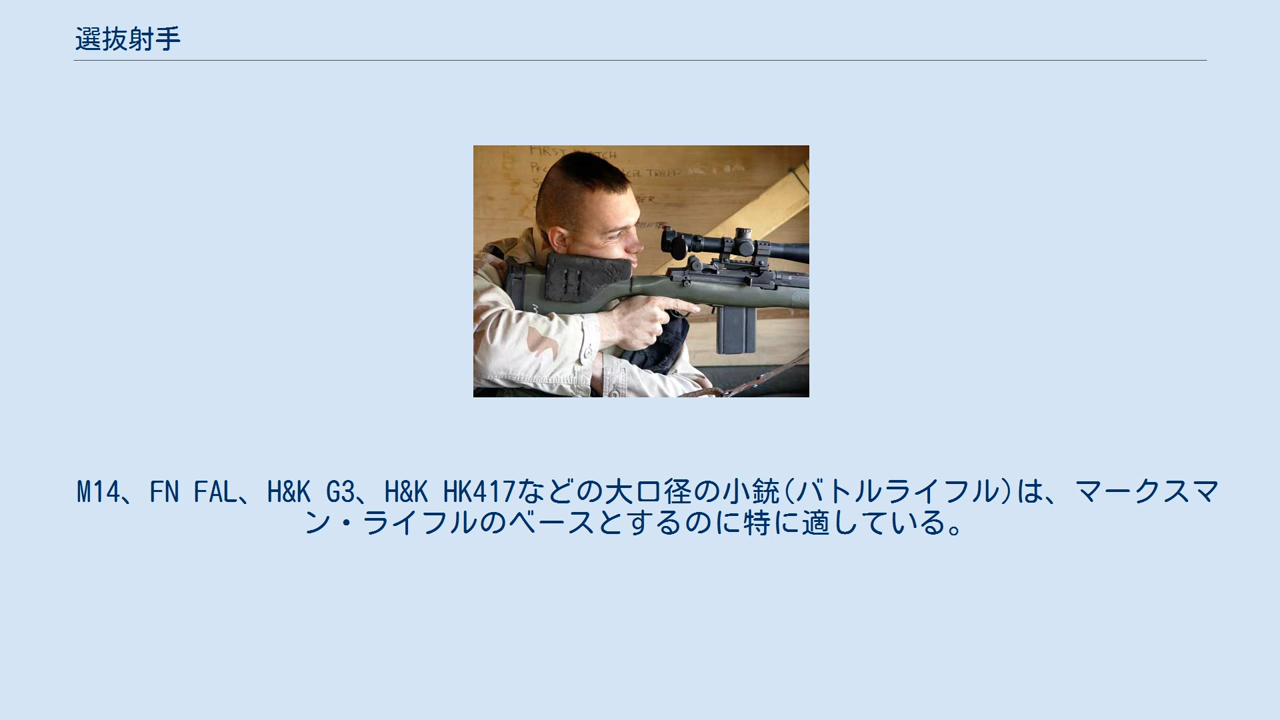 選抜射手
FIRST
M14、FN FAL、H&K G3、H&K HK417などの大口径の小銃(バトルライフル)は、マークスマ
ン・ライフルのベースとするのに特に適している。